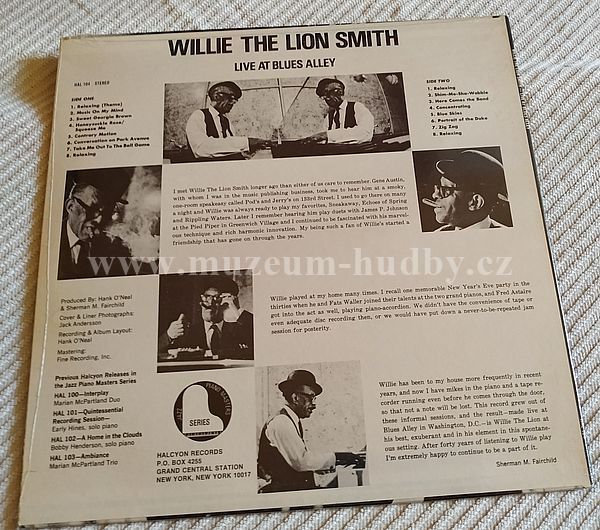 WILLIE THE LION SMITH
LIVE AT BLUES ALLEY
HAL 104 STEREO
SIDE ONE
1. Relaxing (Theme)
2. Music On My Mind
3. Sweet Georgia Brown
4. Honeysuckle Rose/
Squeeze Me
5. Contrary Motion
6. Conversation on Park Avenue
7. Take Me Out To The Ball Game
8. Relaxing
SIDE TWO
1. Relaxing
2. Shim-Me-Sha-Wabble
3. Here Comes the Band
4. Concentrating
5. Blue Skies
6. Portrait of the Duke
7. Zig Zag
8. Relaxing
I met Willie The Lion Smith longer ago than either of us care to remember. Gene Austin,
with whom I was in the music publishing business, took me to hear him at a smoky,
one-room speakeasy called Pod's and Jerry's on 133rd Street. I used to go there on many
a night and Willie was always ready to play my favorites, Sneakaway, Echoes of Spring
and Rippling Waters. Later I remember hearing him play duets with James P. Johnson
at the Pied Piper in Greenwich Village and I continued to be fascinated with his marvel-
ous technique and rich harmonic innovation. My being such a fan of Willie's started a
friendship that has gone on through the years.
www.muzeum-hudby.cz
Produced By: Hank O'Neal
& Sherman M. Fairchild
Cover & Liner Photographs:
Jack Andersson
Recording & Album Layout:
Hank O'Neal
Mastering:
Fine Recording, Inc.
Willie played at my home many times. I recall one memorable New Year's Eve party in the
thirties when he and Fats Waller joined their talents at the two grand pianos, and Fred Astaire
got into the act as well, playing piano-accordion. We didn't have the convenience of tape or
even adequate disc recording then, or we would have put down a never-to-be-repeated jam
session for posterity.
Previous Halcyon Releases in
the Jazz Piano Masters Series
HAL 100—Interplay
Marian McPartland Duo
HAL 101—Quintessential
Recording Session—
Early Hines, solo piano
HAL 102—A Home in the Clouds
Bobby Henderson, solo piano
HAL 103—Ambiance
Marian McPartland Trio
JAZZ
PIANO MASTERS
SERIES
HALCYON RECORDS
P.O. BOX 4255
GRAND CENTRAL STATION
NEW YORK, NEW YORK 10017
Willie has been to my house more frequently in recent
years, and now I have mikes in the piano and a tape re-
corder running even before he comes through the door,
so that not a note will be lost. This record grew out of
these informal sessions, and the result—made live at
Blues Alley in Washington, D.C.—is Willie The Lion at
his best, exuberant and in his element in this spontane-
ous setting. After forty years of listening to Willie play
I'm extremely happy to continue to be a part of it.
Sherman M. Fairchild